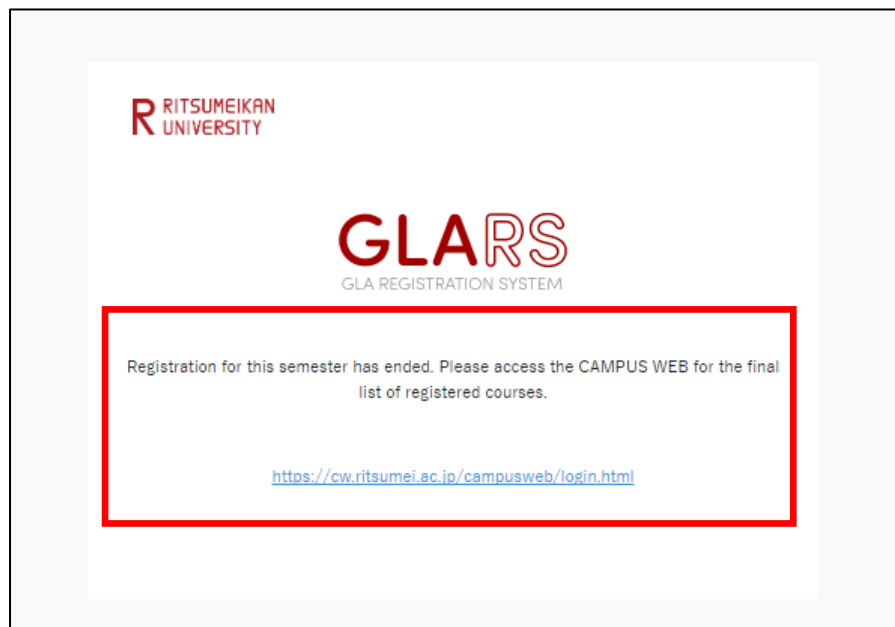 RITSUMEIKAN
UNIVERSITY
GLARS
GLA REGISTRATION SYSTEM
Registration for this semester has ended. Please access the CAMPUS WEB for the final
list of registered courses.
https://cw.ritsumei.ac.jp/campusweb/login.html